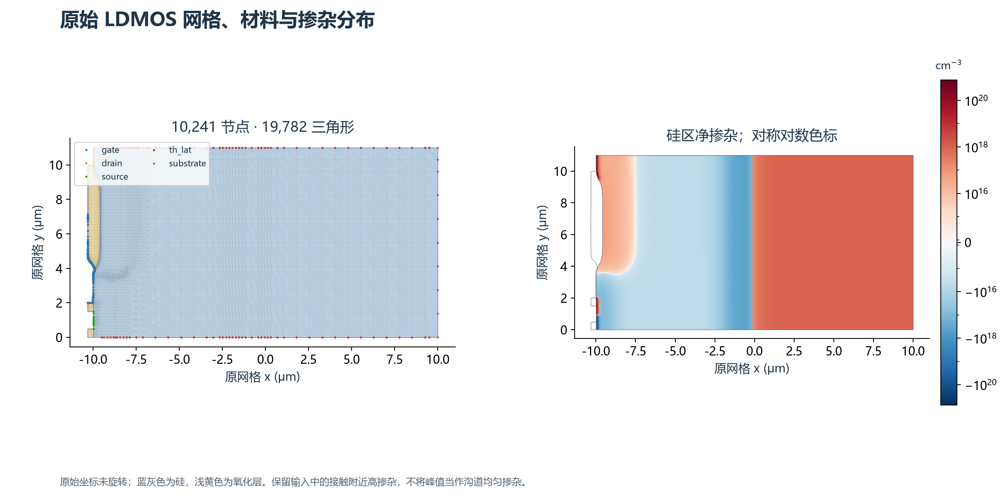 原始 LDMOS 网格、材料与掺杂分布
10,241 节点 · 19,782 三角形
gate
drain
source
th_lat
substrate
原网格 y (μm)
10
8
6
4
2
0
-10.0 -7.5 -5.0 -2.5 0.0 2.5 5.0 7.5 10.0
原网格 x (μm)
硅区净掺杂；对称对数色标
原网格 y (μm)
10
8
6
4
2
0
-10.0 -7.5 -5.0 -2.5 0.0 2.5 5.0 7.5 10.0
原网格 x (μm)
cm⁻³
10²⁰
10¹⁸
10¹⁶
0
−10¹⁶
−10¹⁸
−10²⁰
原始坐标未旋转；蓝灰色为硅，浅黄色为氧化层。保留输入中的接触附近高掺杂，不将峰值当作沟道均匀掺杂。